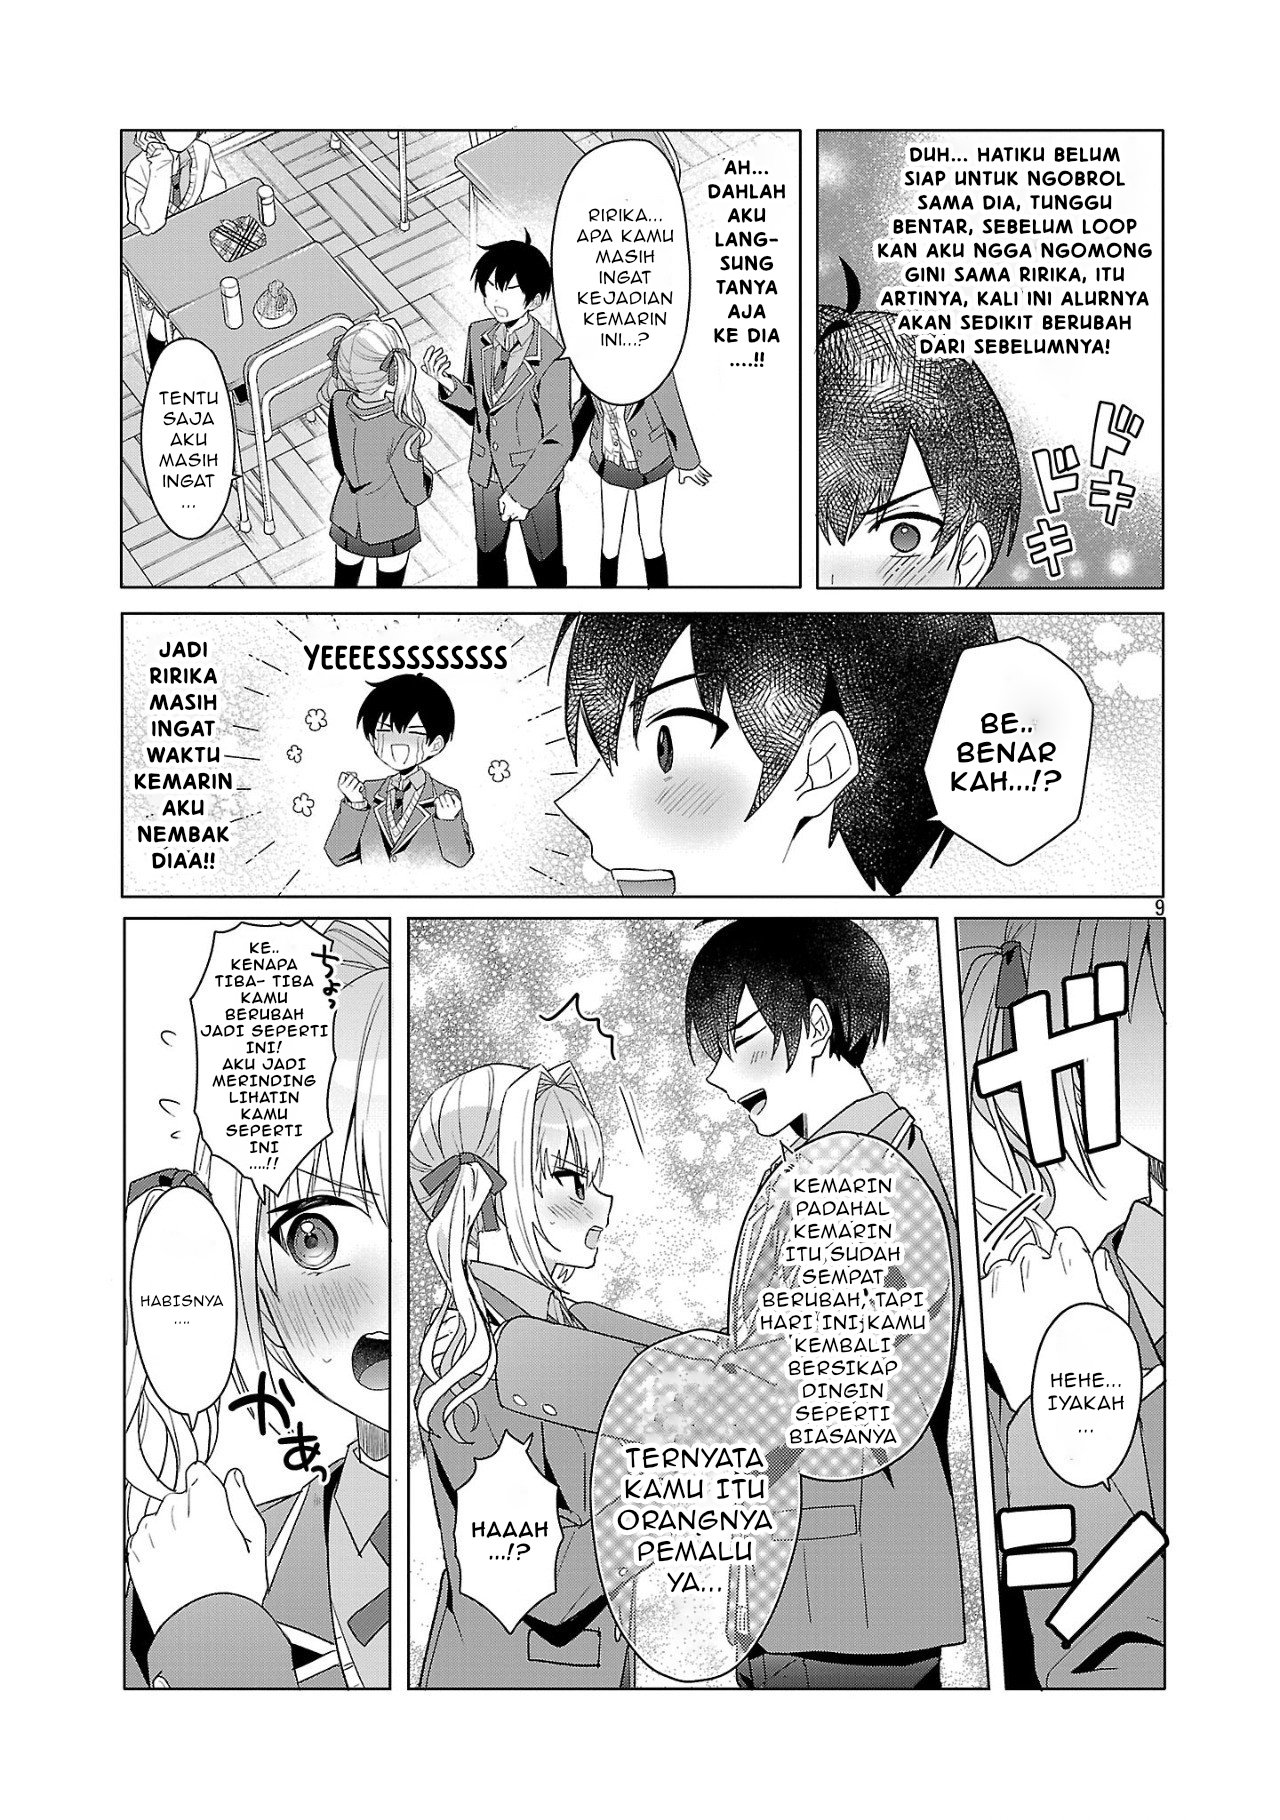 DUH... HATIKU BELUM
SIAP UNTUK NGOBROL
SAMA DIA, TUNGGU
BENTAR, SEBELUM LOOP
KAN AKU NGGA NGOMONG
GINI SAMA RIRIKA, ITU
ARTINYA, KALI INI ALURNYA
AKAN SEDIKIT BERUBAH
DARI SEBELUMNYA!
ドキ
ドキ
AH...
DAHLAH
AKU
LANG-
SUNG
TANYA
AJA
KE DIA
....!!
RIRIKA...
APA KAMU
MASIH
INGAT
KEJADIAN
KEMARIN
INI...?
TENTU
SAJA
AKU
MASIH
INGAT
...
BE..
BENAR
KAH...!?
YEEEESSSSSSSSS
JADI
RIRIKA
MASIH
INGAT
WAKTU
KEMARIN
AKU
NEMBAK
DIAA!!
9
ガシ
HEHE...
IYAKAH
...
KEMARIN
PADAHAL
KEMARIN
ITU SUDAH
SEMPAT
BERUBAH, TAPI
HARI INI KAMU
KEMBALI
BERSIKAP
DINGIN
SEPERTI
BIASANYA
TERNYATA
KAMU ITU
ORANGNYA
PEMALU
YA...
HAAAH
...!?
KE..
KENAPA
TIBA- TIBA
KAMU
BERUBAH
JADI SEPERTI
INI!
AKU JADI
MERINDING
LIHATIN
KAMU
SEPERTI
INI
....!!
ちょっ
HABISNYA
....
かあっ